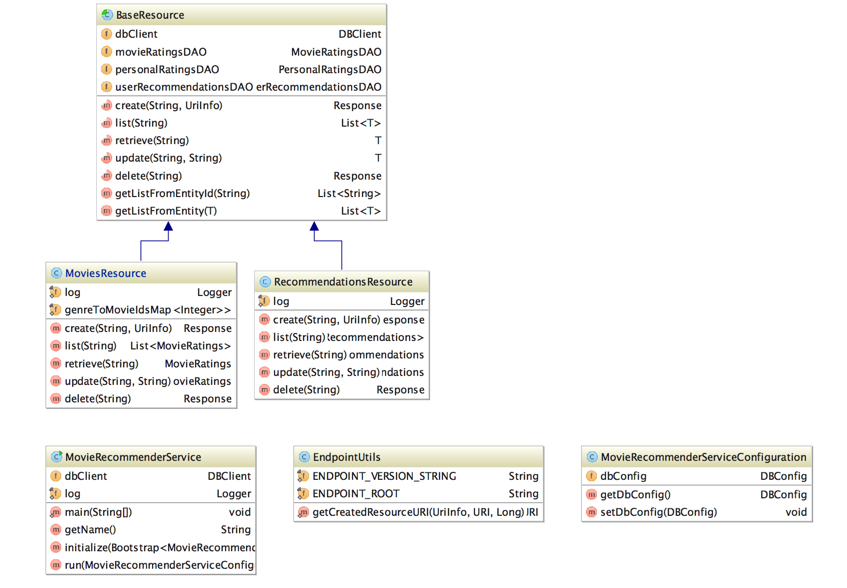 BaseResource
dbClient DBClient
movieRatingsDAO MovieRatingsDAO
personalRatingsDAO PersonalRatingsDAO
userRecommendationsDAO erRecommendationsDAO
create(String, UriInfo) Response
list(String) List<T>
retrieve(String) T
update(String, String) T
delete(String) Response
getListFromEntityId(String) List<String>
getListFromEntity(T) List<T>
MoviesResource
log Logger
genreToMovieIdsMap <Integer>>
create(String, UriInfo) Response
list(String) List<MovieRatings>
retrieve(String) MovieRatings
update(String, String) ovieRatings
delete(String) Response
RecommendationsResource
log Logger
create(String, UriInfo) esponse
list(String) ecommendations>
retrieve(String) ommendations
update(String, String) ndations
delete(String) Response
MovieRecommenderService
dbClient DBClient
log Logger
main(String[]) void
getName() String
initialize(Bootstrap<MovieRecommend
run(MovieRecommenderServiceConfig
EndpointUtils
ENDPOINT_VERSION_STRING String
ENDPOINT_ROOT String
getCreatedResourceURI(UriInfo, URI, Long) JRI
MovieRecommenderServiceConfiguration
dbConfig DBConfig
getDbConfig() DBConfig
setDbConfig(DBConfig) void